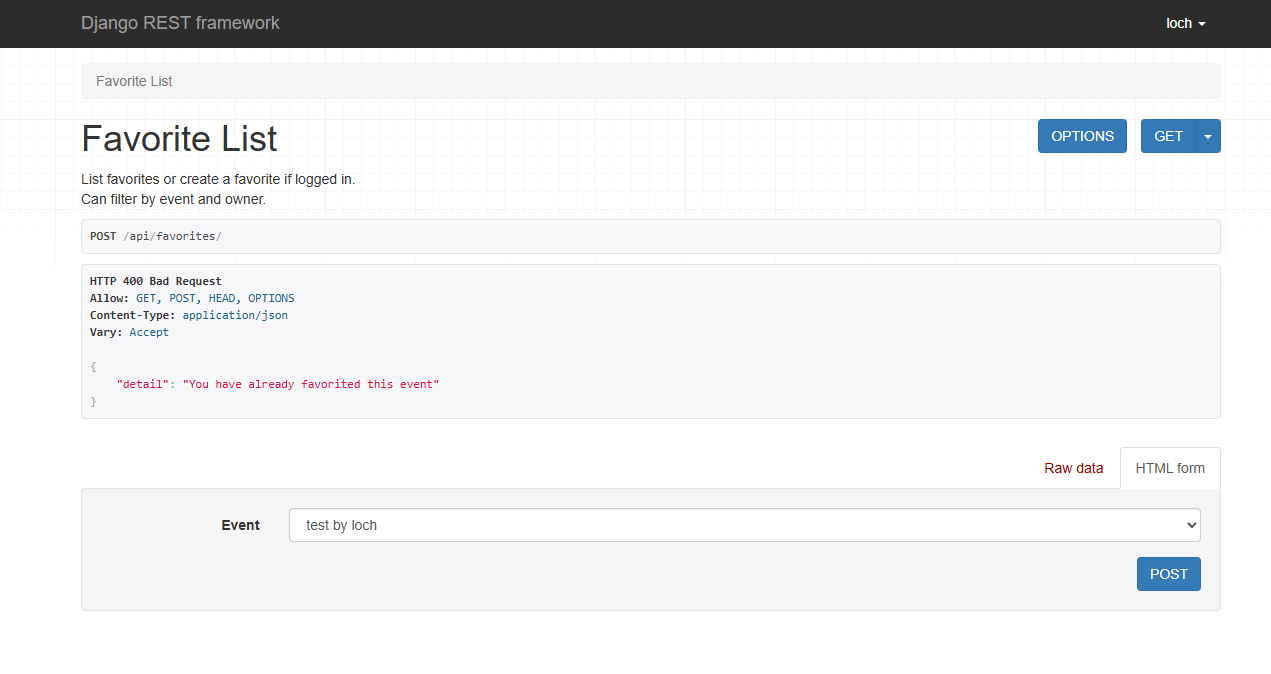 Django REST framework
loch
Favorite List
Favorite List
OPTIONS
GET
List favorites or create a favorite if logged in.
Can filter by event and owner.
POST /api/favorites/
HTTP 400 Bad Request
Allow: GET, POST, HEAD, OPTIONS
Content-Type: application/json
Vary: Accept
{
"detail": "You have already favorited this event"
}
Raw data
HTML form
Event
test by loch
POST